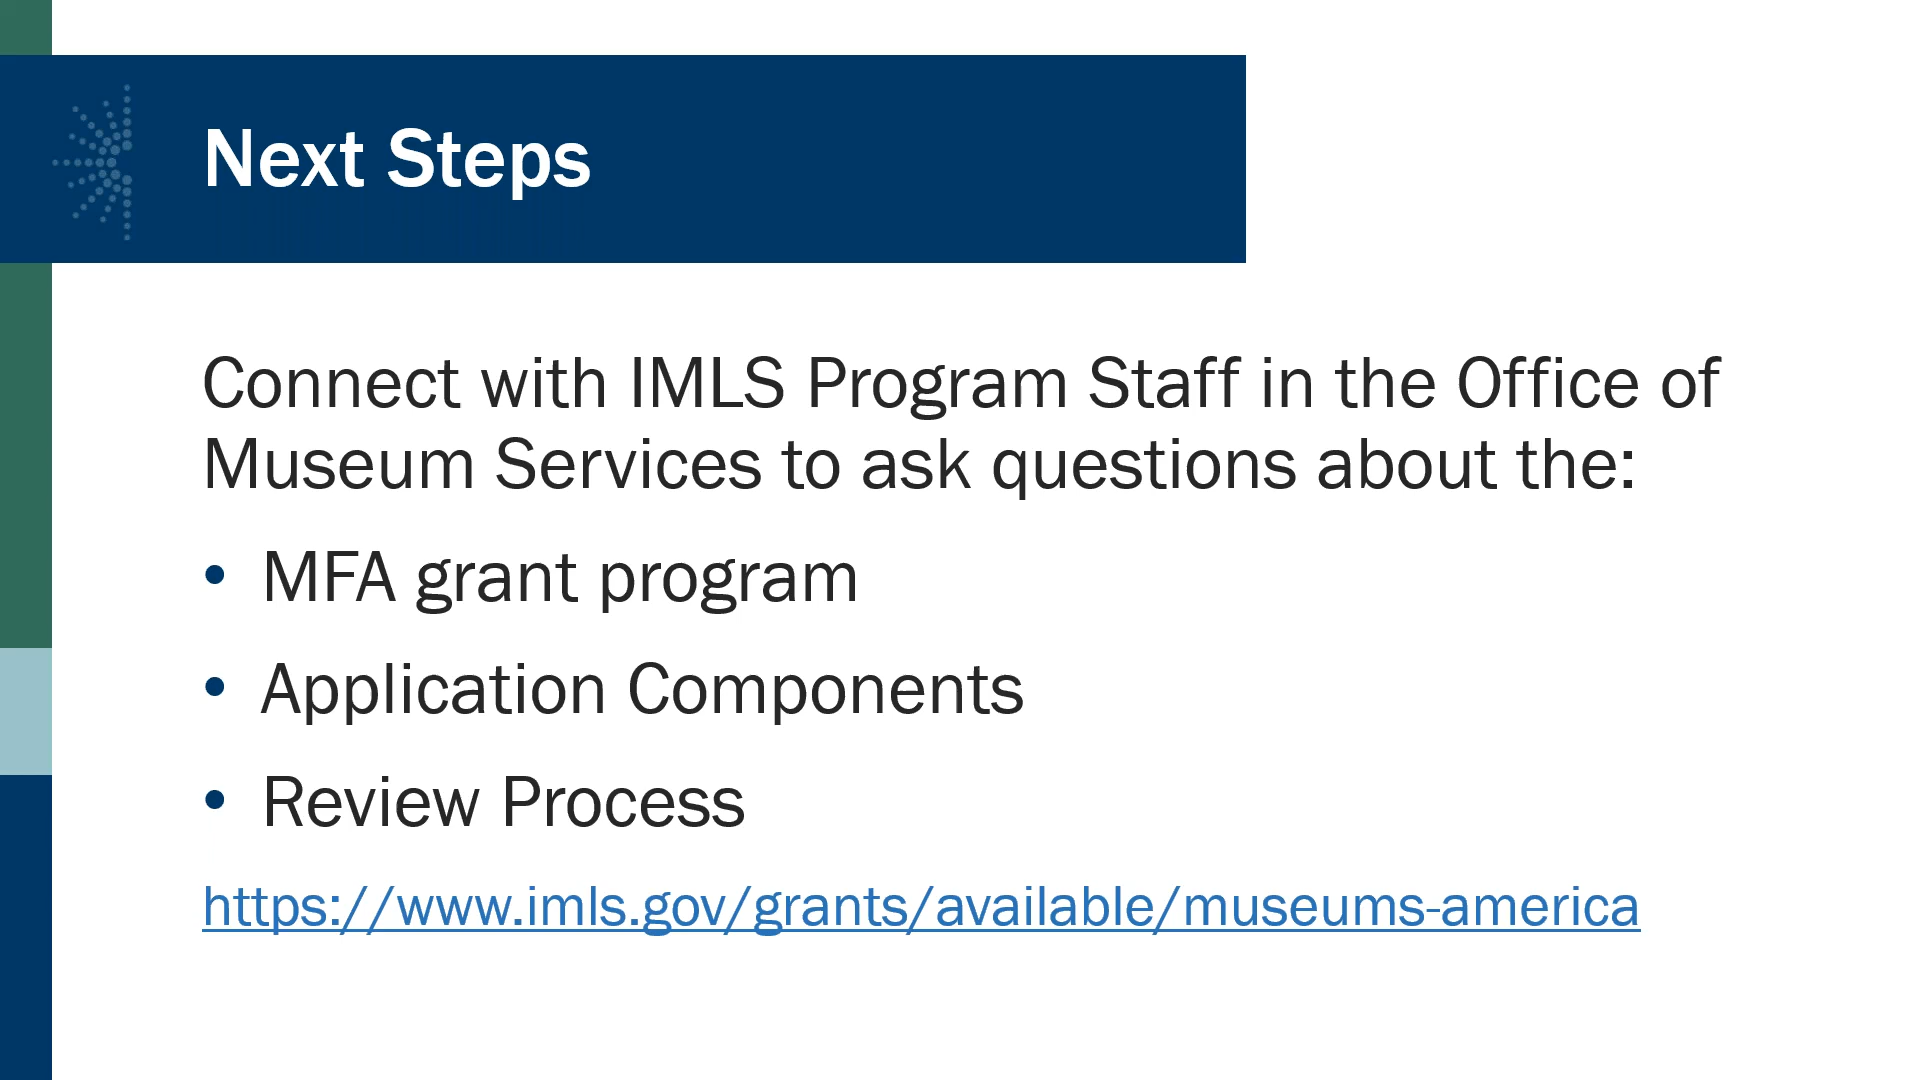 Next Steps
Connect with IMLS Program Staff in the Office of
Museum Services to ask questions about the:
• MFA grant program
• Application Components
• Review Process
https://www.imls.gov/grants/available/museums-america